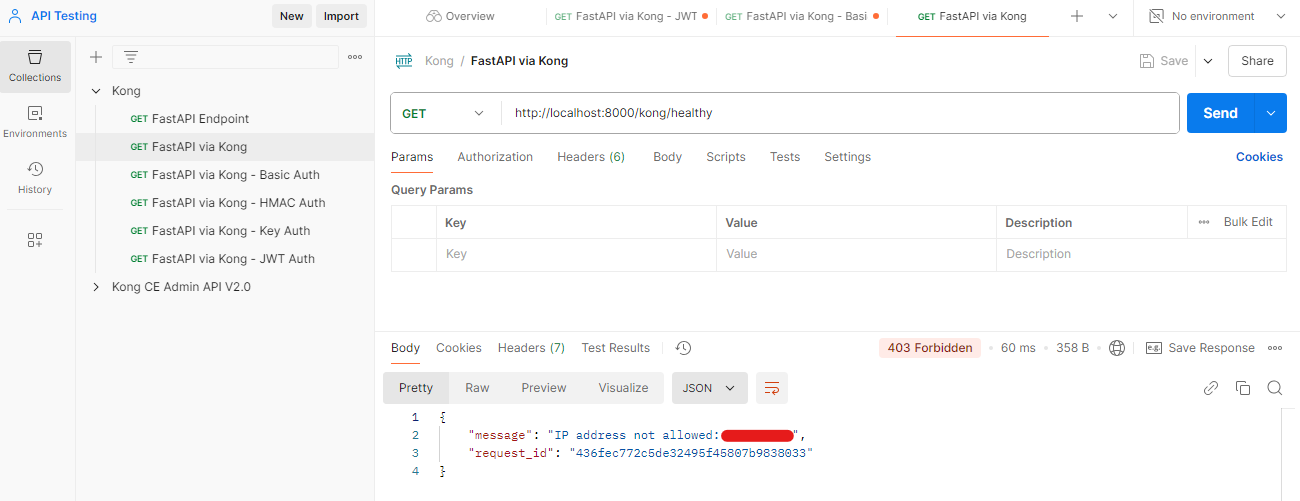 API Testing
New
Import
Overview
GET FastAPI via Kong - JWT
GET FastAPI via Kong - Basi
GET FastAPI via Kong
No environment
Collections
Environments
History
Kong
GET FastAPI Endpoint
GET FastAPI via Kong
GET FastAPI via Kong - Basic Auth
GET FastAPI via Kong - HMAC Auth
GET FastAPI via Kong - Key Auth
GET FastAPI via Kong - JWT Auth
Kong CE Admin API V2.0
HTTP Kong / FastAPI via Kong
Save
Share
GET http://localhost:8000/kong/healthy
Send
Params Authorization Headers (6) Body Scripts Tests Settings
Cookies
Query Params
Key Value Description
Bulk Edit
Key Value Description
Body Cookies Headers (7) Test Results
403 Forbidden • 60 ms • 358 B
e.g. Save Response
Pretty Raw Preview Visualize
JSON
1 {
2 "message": "IP address not allowed: ",
3 "request_id": "436fec772c5de32495f45807b9838033"
4 }